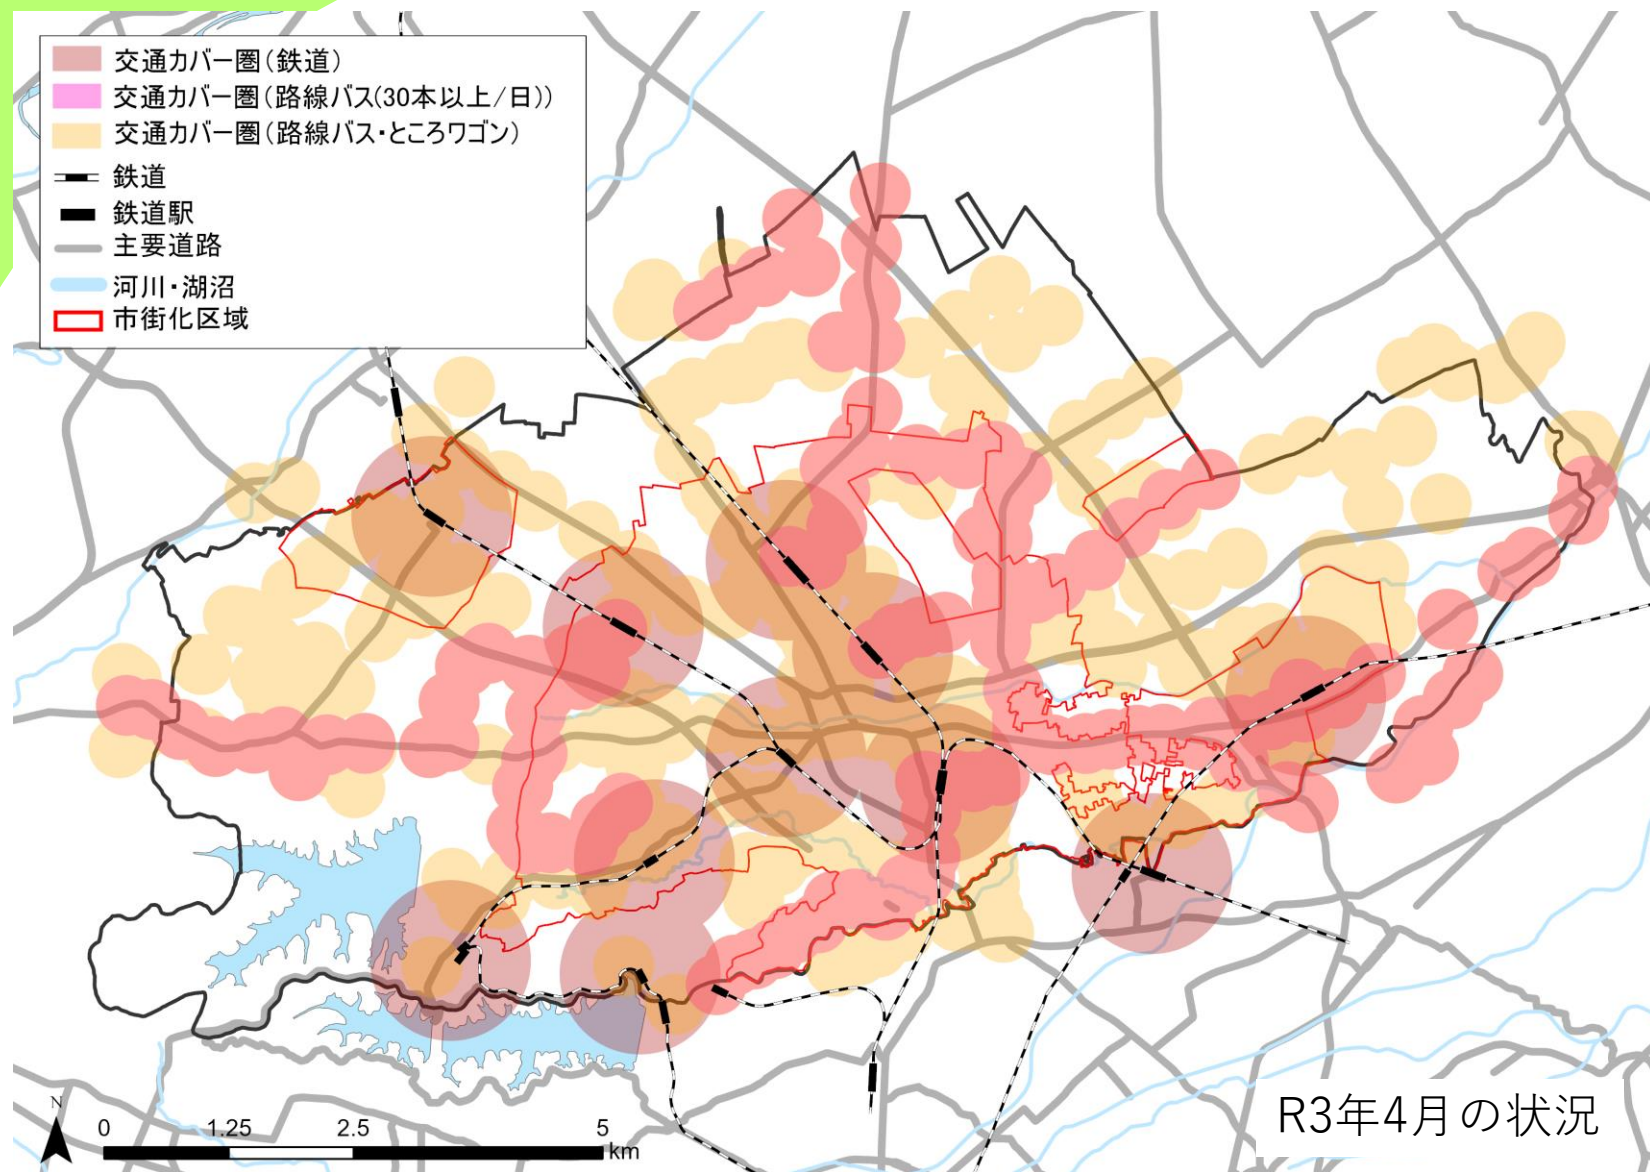 交通カバー圏(鉄道)
交通カバー圏(路線バス(30本以上/日))
交通カバー圏(路線バス・ところワゴン)
鉄道
鉄道駅
主要道路
河川・湖沼
市街化区域
N
0 1.25 2.5 5
km
R3年4月の状況